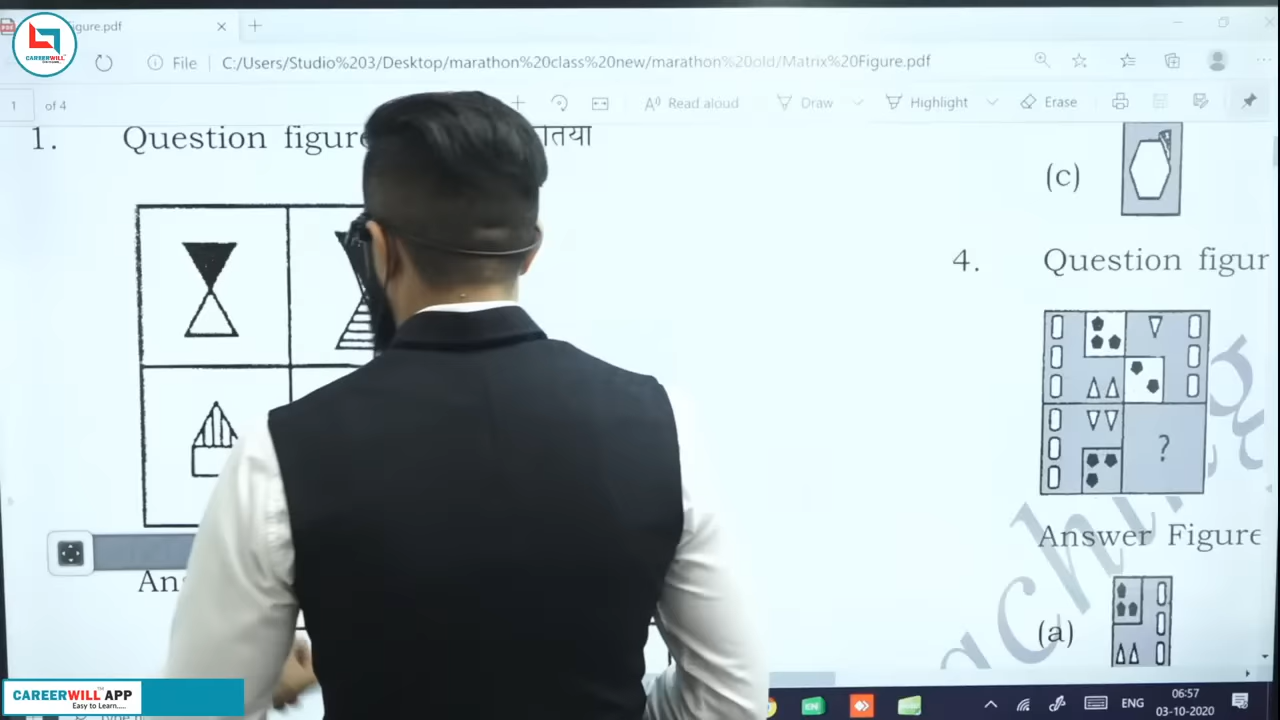 igure.pdf
File C:/Users/Studio%203/Desktop/marathon%20class%20new/marathon%20old/Matrix%20Figure.pdf
1 of 4 Read aloud Draw Highlight Erase
CAREERWILL
1. Question figure तिया
(c)
4. Question figur
?
An
Answer Figure
(a)
CAREERWILL APP
Easy to Learn.....
ENG 06:57
03-10-2020